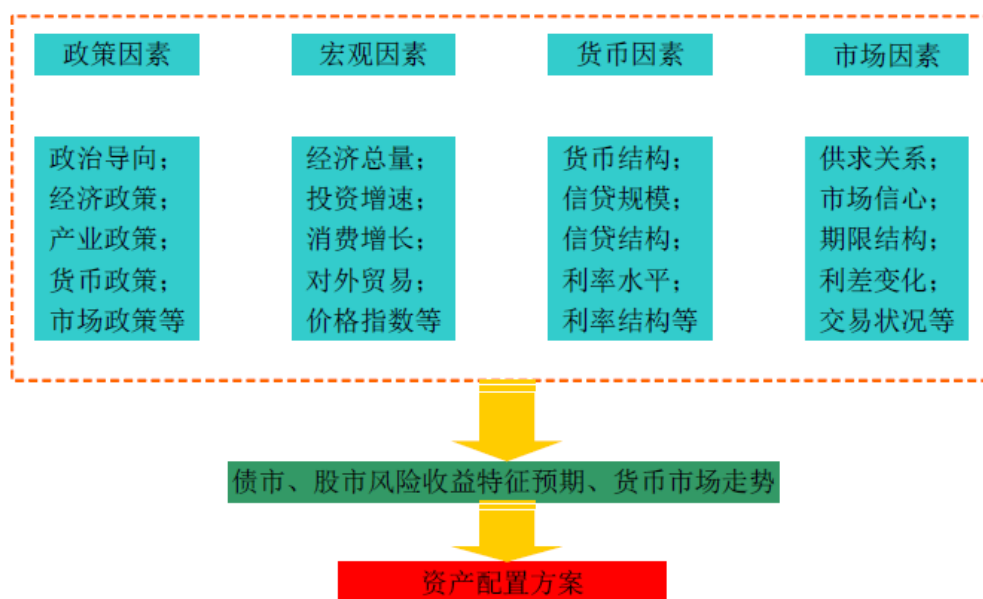 政策因素
宏观因素
货币因素
市场因素
政治导向；
经济政策；
产业政策；
货币政策；
市场政策等
经济总量；
投资增速；
消费增长；
对外贸易；
价格指数等
货币结构；
信贷规模；
信贷结构；
利率水平；
利率结构等
供求关系；
市场信心；
期限结构；
利差变化；
交易状况等
债市、股市风险收益特征预期、货币市场走势
资产配置方案